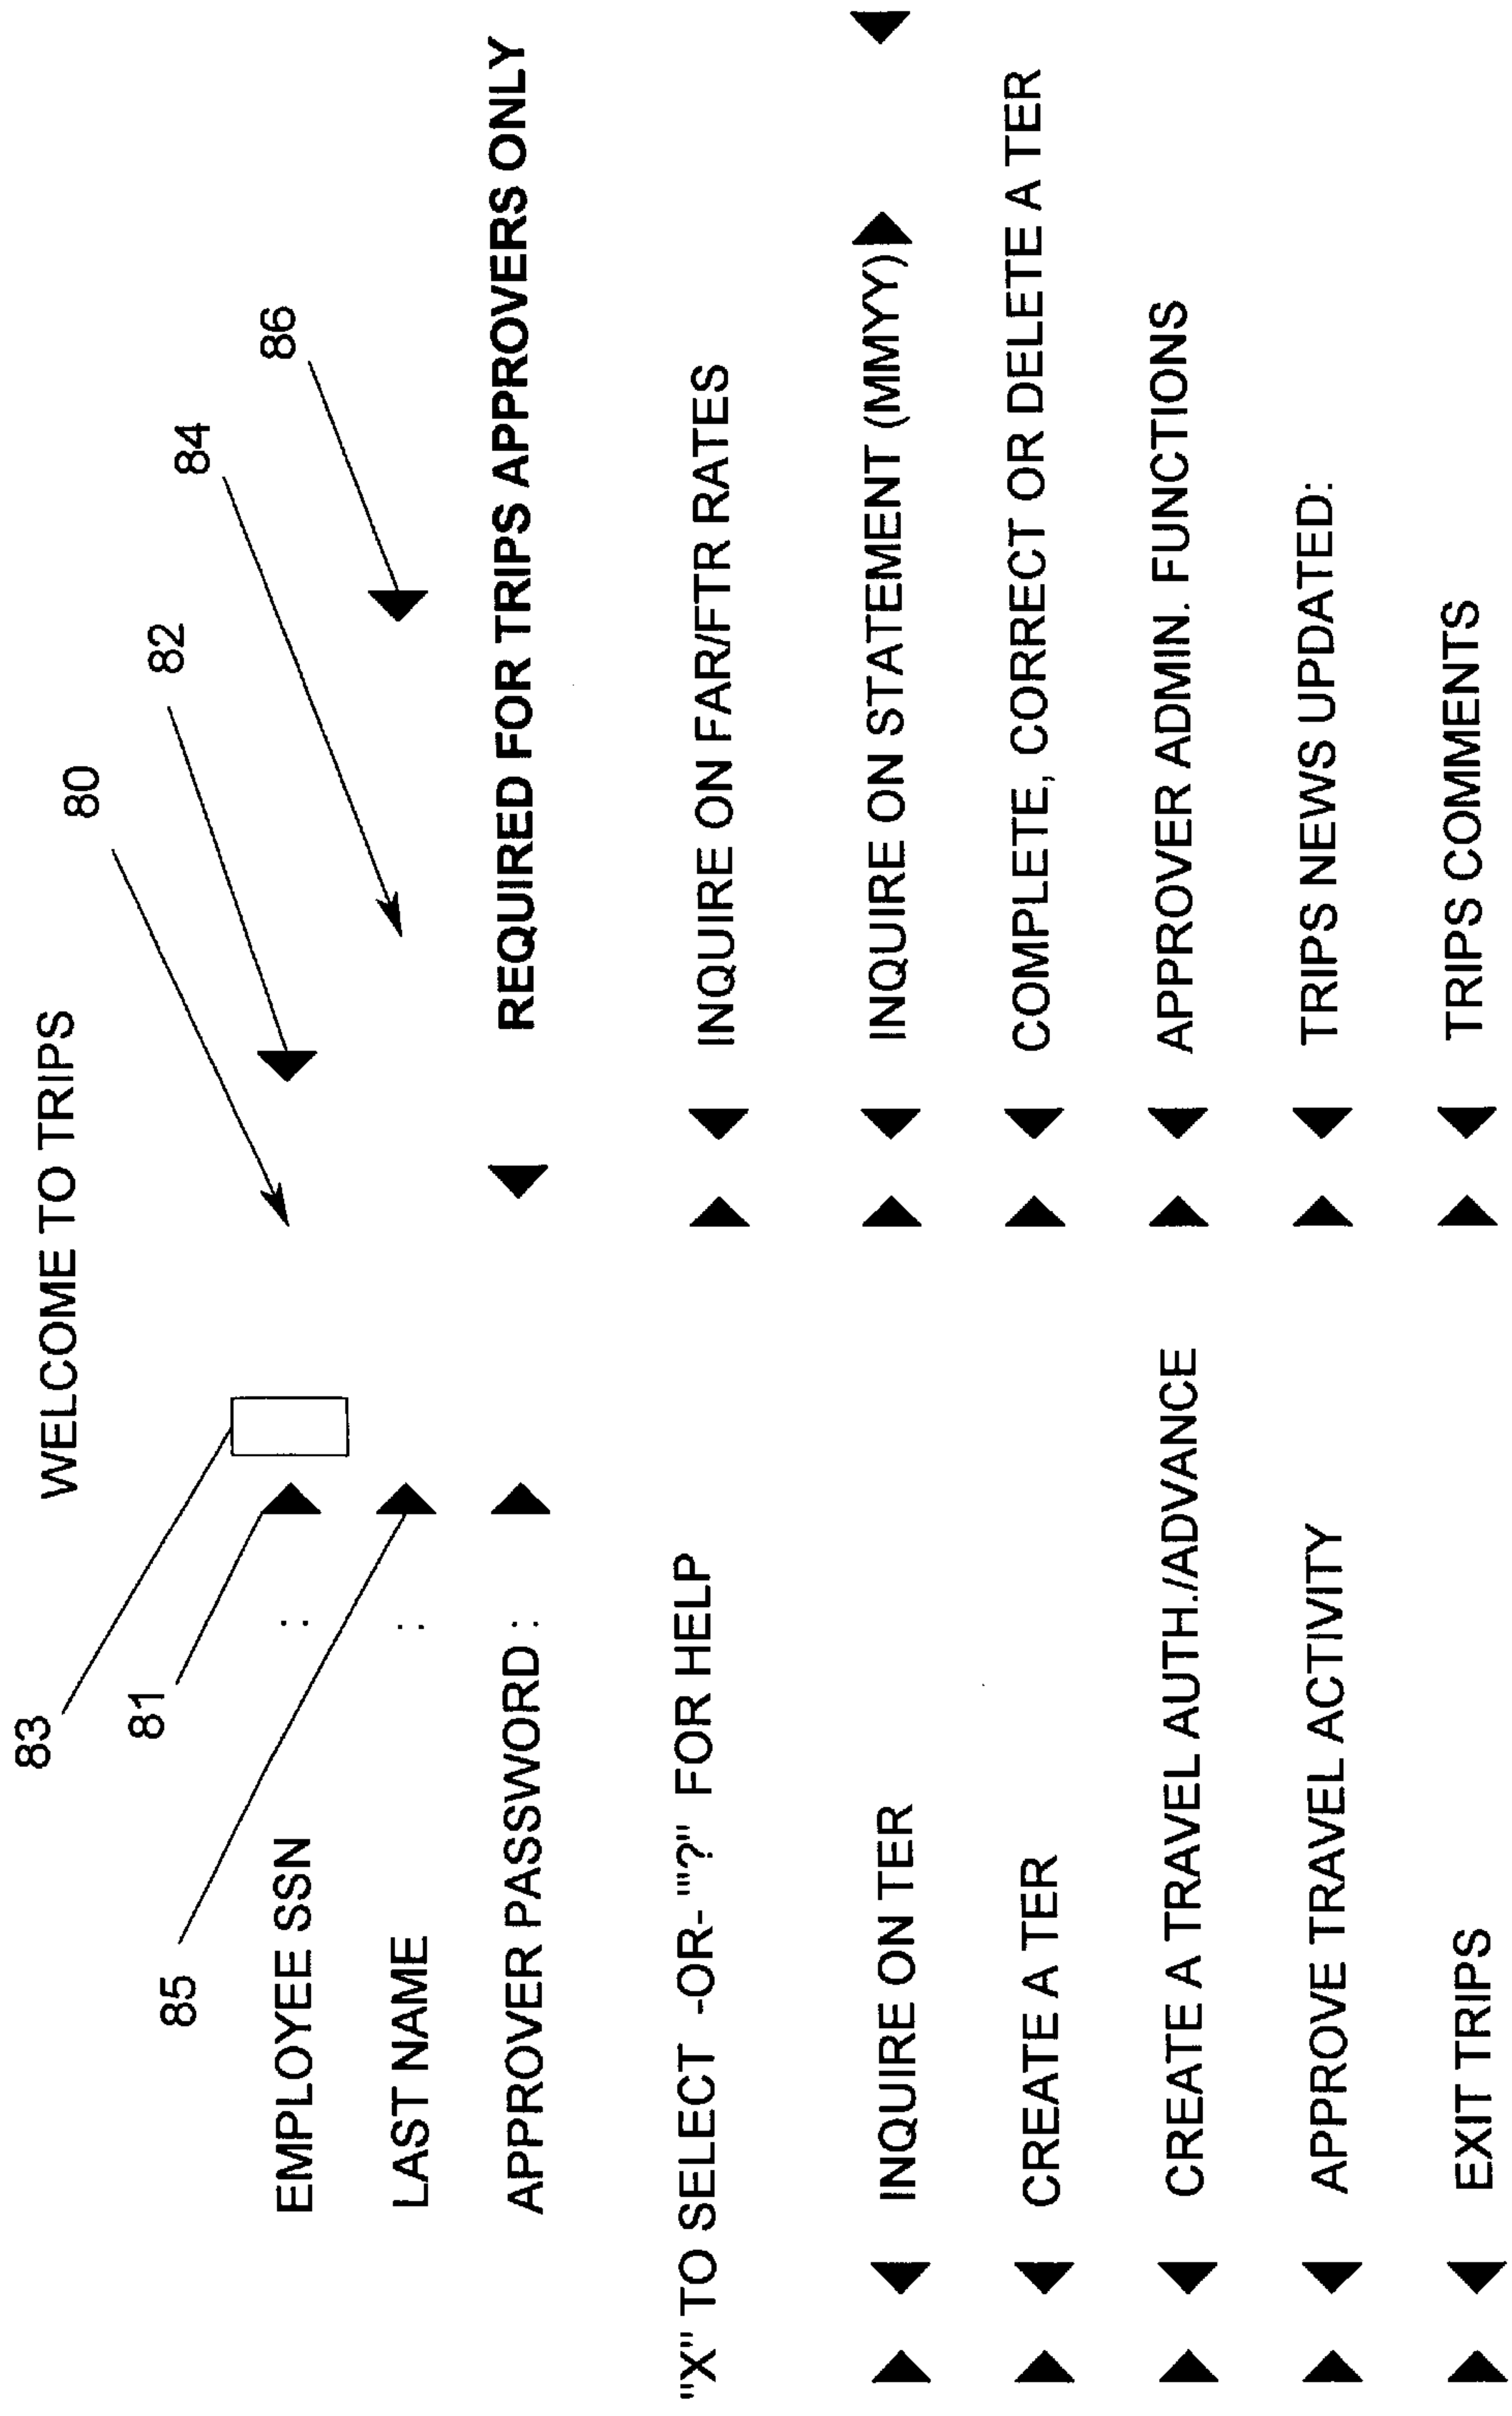 WELCOME TO TRIPS
83
81
85
80
82
84
86
EMPLOYEE SSN :
LAST NAME :
APPROVER PASSWORD : REQUIRED FOR TRIPS APPROVERS ONLY
"X" TO SELECT -OR- '"?" FOR HELP INQUIRE ON FAR/FTR RATES
INQUIRE ON TER INQUIRE ON STATEMENT (MMYY)
CREATE A TER COMPLETE, CORRECT OR DELETE A TER
CREATE A TRAVEL AUTH./ADVANCE APPROVER ADMIN. FUNCTIONS
APPROVE TRAVEL ACTIVITY TRIPS NEWS UPDATED:
EXIT TRIPS TRIPS COMMENTS